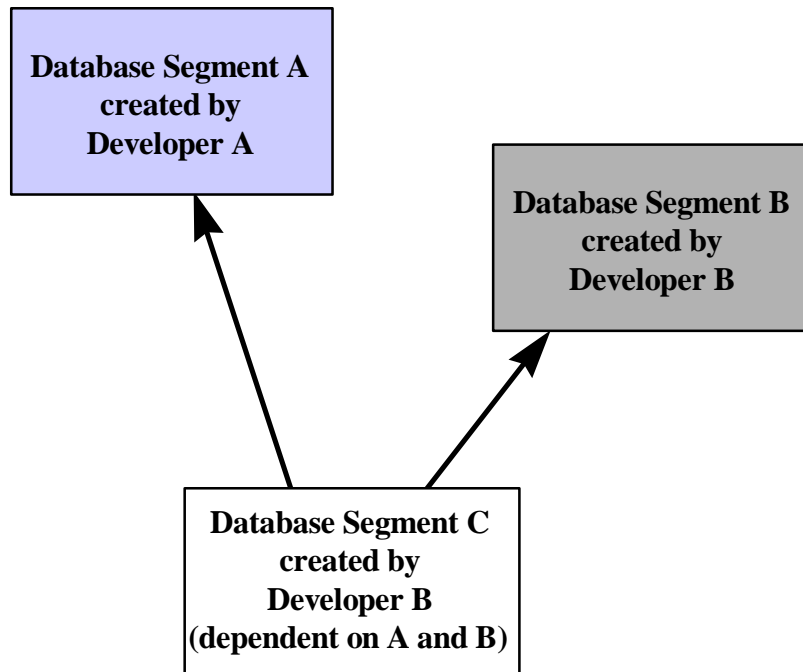 Database Segment A
created by
Developer A
Database Segment B
created by
Developer B
Database Segment C
created by
Developer B
(dependent on A and B)